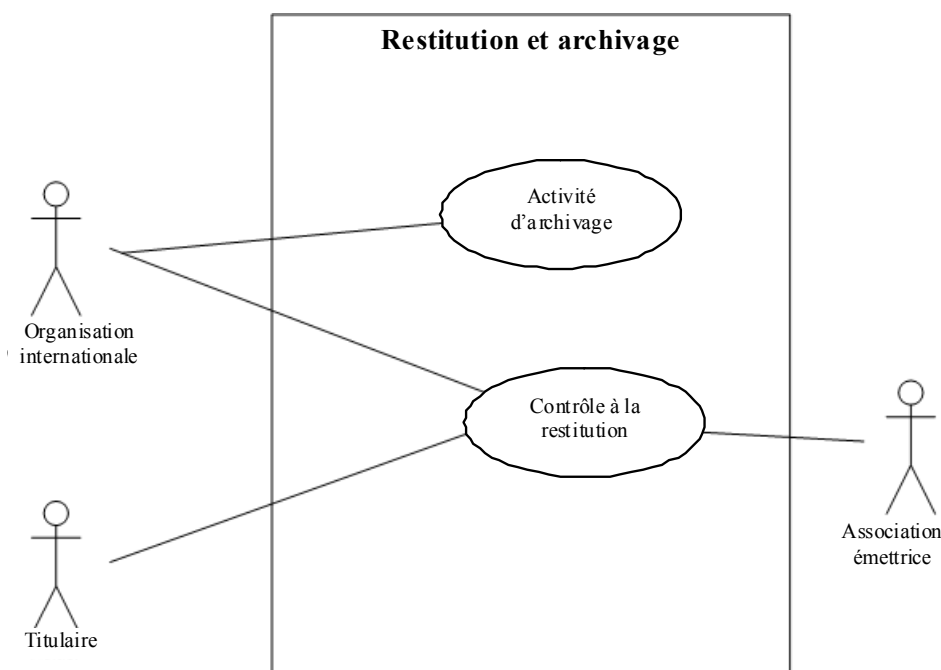 Restitution et archivage
Activité
d'archivage
Organisation
internationale
Contrôle à la
restitution
Association
émettrice
Titulaire